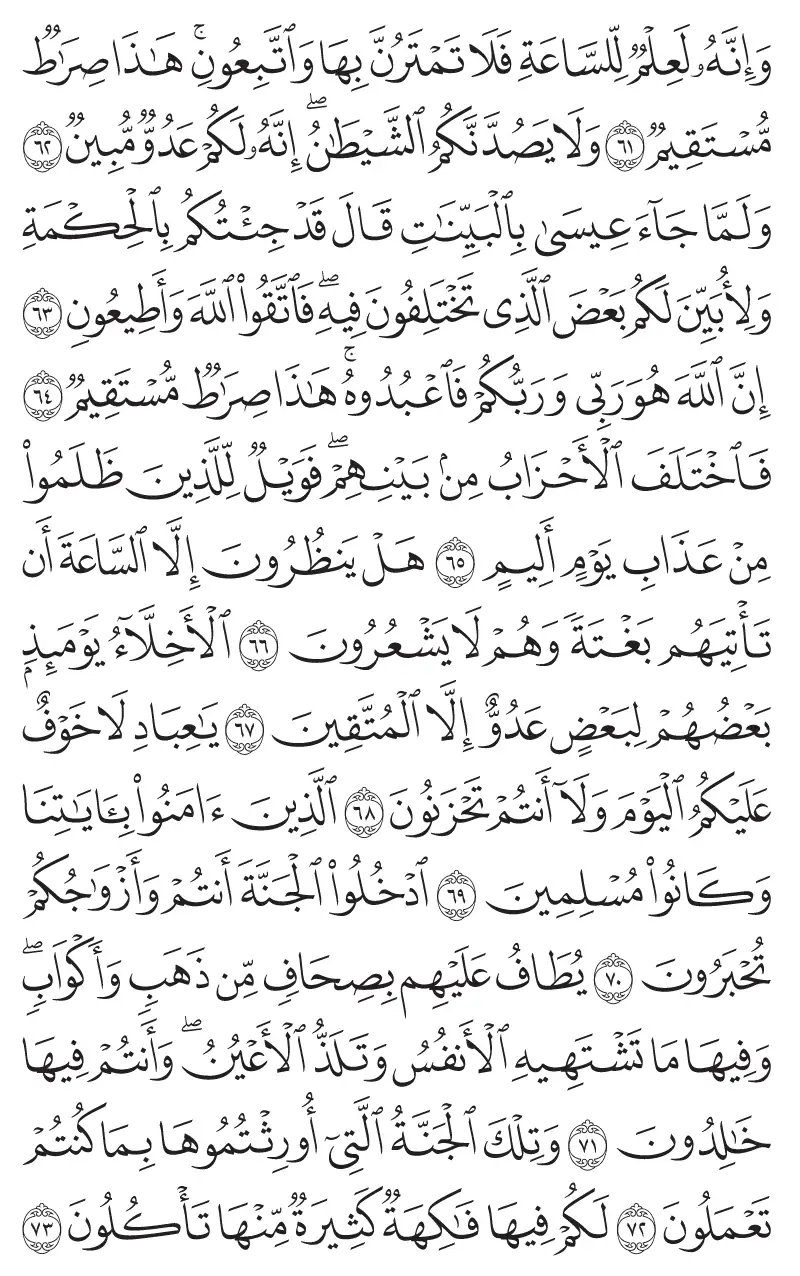 وَإِنَّهُۥ لَعِلْمٌ لِّلسَّاعَةِ فَلَا تَمْتَرُنَّ بِهَا وَٱتَّبِعُونِ ۚ هَـٰذَا صِرَٰطٌ
مُّسْتَقِيمٌ ٦١ وَلَا يَصُدَّنَّكُمُ ٱلشَّيْطَـٰنُ ۖ إِنَّهُۥ لَكُمْ عَدُوٌّ مُّبِينٌ ٦٢
وَلَمَّا جَآءَ عِيسَىٰ بِٱلْبَيِّنَـٰتِ قَالَ قَدْ جِئْتُكُم بِٱلْحِكْمَةِ
وَلِأُبَيِّنَ لَكُم بَعْضَ ٱلَّذِى تَخْتَلِفُونَ فِيهِ ۖ فَٱتَّقُوا۟ ٱللَّهَ وَأَطِيعُونِ ٦٣
إِنَّ ٱللَّهَ هُوَ رَبِّى وَرَبُّكُمْ فَٱعْبُدُوهُ ۚ هَـٰذَا صِرَٰطٌ مُّسْتَقِيمٌ ٦٤
فَٱخْتَلَفَ ٱلْأَحْزَابُ مِنۢ بَيْنِهِمْ ۖ فَوَيْلٌ لِّلَّذِينَ ظَلَمُوا۟
مِنْ عَذَابِ يَوْمٍ أَلِيمٍ ٦٥ هَلْ يَنظُرُونَ إِلَّا ٱلسَّاعَةَ أَن
تَأْتِيَهُم بَغْتَةً وَهُمْ لَا يَشْعُرُونَ ٦٦ ٱلْأَخِلَّآءُ يَوْمَئِذٍۭ
بَعْضُهُمْ لِبَعْضٍ عَدُوٌّ إِلَّا ٱلْمُتَّقِينَ ٦٧ يَـٰعِبَادِ لَا خَوْفٌ
عَلَيْكُمُ ٱلْيَوْمَ وَلَآ أَنتُمْ تَحْزَنُونَ ٦٨ ٱلَّذِينَ ءَامَنُوا۟ بِـَٔايَـٰتِنَا
وَكَانُوا۟ مُسْلِمِينَ ٦٩ ٱدْخُلُوا۟ ٱلْجَنَّةَ أَنتُمْ وَأَزْوَٰجُكُمْ
تُحْبَرُونَ ٧٠ يُطَافُ عَلَيْهِم بِصِحَافٍ مِّن ذَهَبٍ وَأَكْوَابٍ ۖ
وَفِيهَا مَا تَشْتَهِيهِ ٱلْأَنفُسُ وَتَلَذُّ ٱلْأَعْيُنُ ۖ وَأَنتُمْ فِيهَا
خَـٰلِدُونَ ٧١ وَتِلْكَ ٱلْجَنَّةُ ٱلَّتِىٓ أُورِثْتُمُوهَا بِمَا كُنتُمْ
تَعْمَلُونَ ٧٢ لَكُمْ فِيهَا فَـٰكِهَةٌ كَثِيرَةٌ مِّنْهَا تَأْكُلُونَ ٧٣